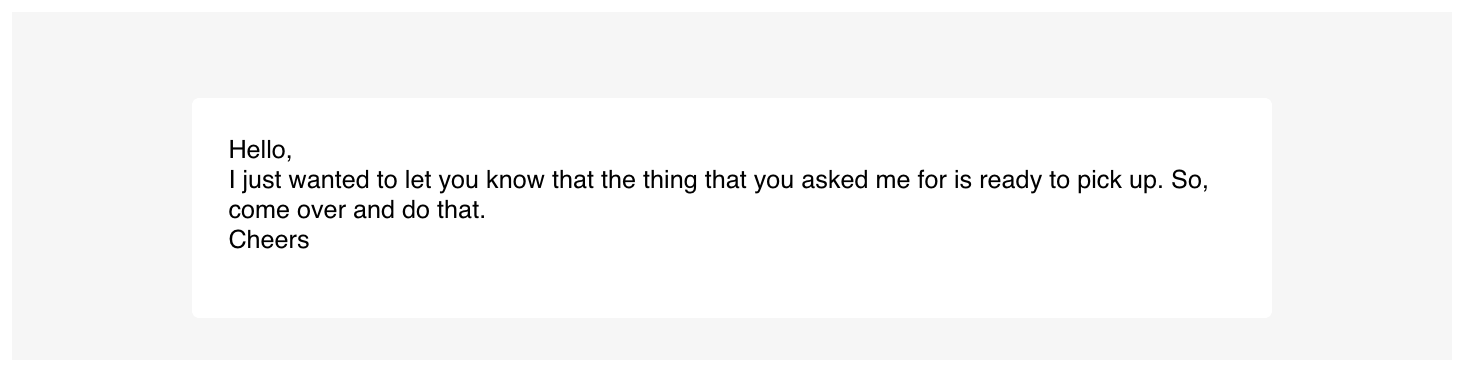 Hello,
I just wanted to let you know that the thing that you asked me for is ready to pick up. So,
come over and do that.
Cheers